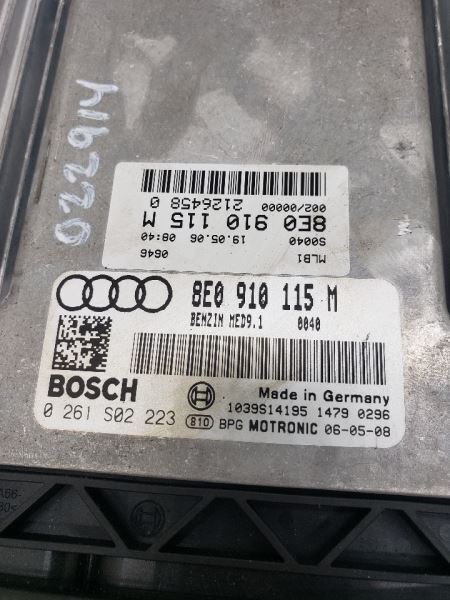 022914
MLB1 0646
S0040 19.05.06 08:40
8E0 910 115 M
002/00000 2126458 0
8E0 910 115 M
BENZIN MED9.1 0040
BOSCH
Made in Germany
0 261 S02 223
1039S14195 1479 0296
810 BPG MOTRONIC 06-05-08